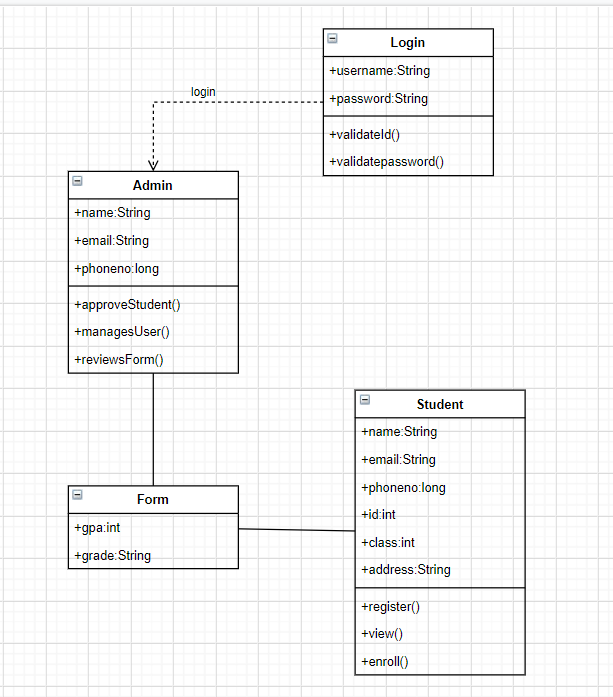 Login
+username:String
+password:String
+validateId()
+validatepassword()
login
Admin
+name:String
+email:String
+phoneno:long
+approveStudent()
+managesUser()
+reviewsForm()
Form
+gpa:int
+grade:String
Student
+name:String
+email:String
+phoneno:long
+id:int
+class:int
+address:String
+register()
+view()
+enroll()